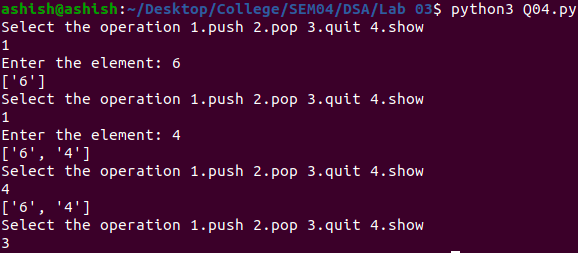 ashish@ashish:~/Desktop/College/SEM04/DSA/Lab 03$ python3 Q04.py
Select the operation 1.push 2.pop 3.quit 4.show
1
Enter the element: 6
['6']
Select the operation 1.push 2.pop 3.quit 4.show
1
Enter the element: 4
['6', '4']
Select the operation 1.push 2.pop 3.quit 4.show
4
['6', '4']
Select the operation 1.push 2.pop 3.quit 4.show
3